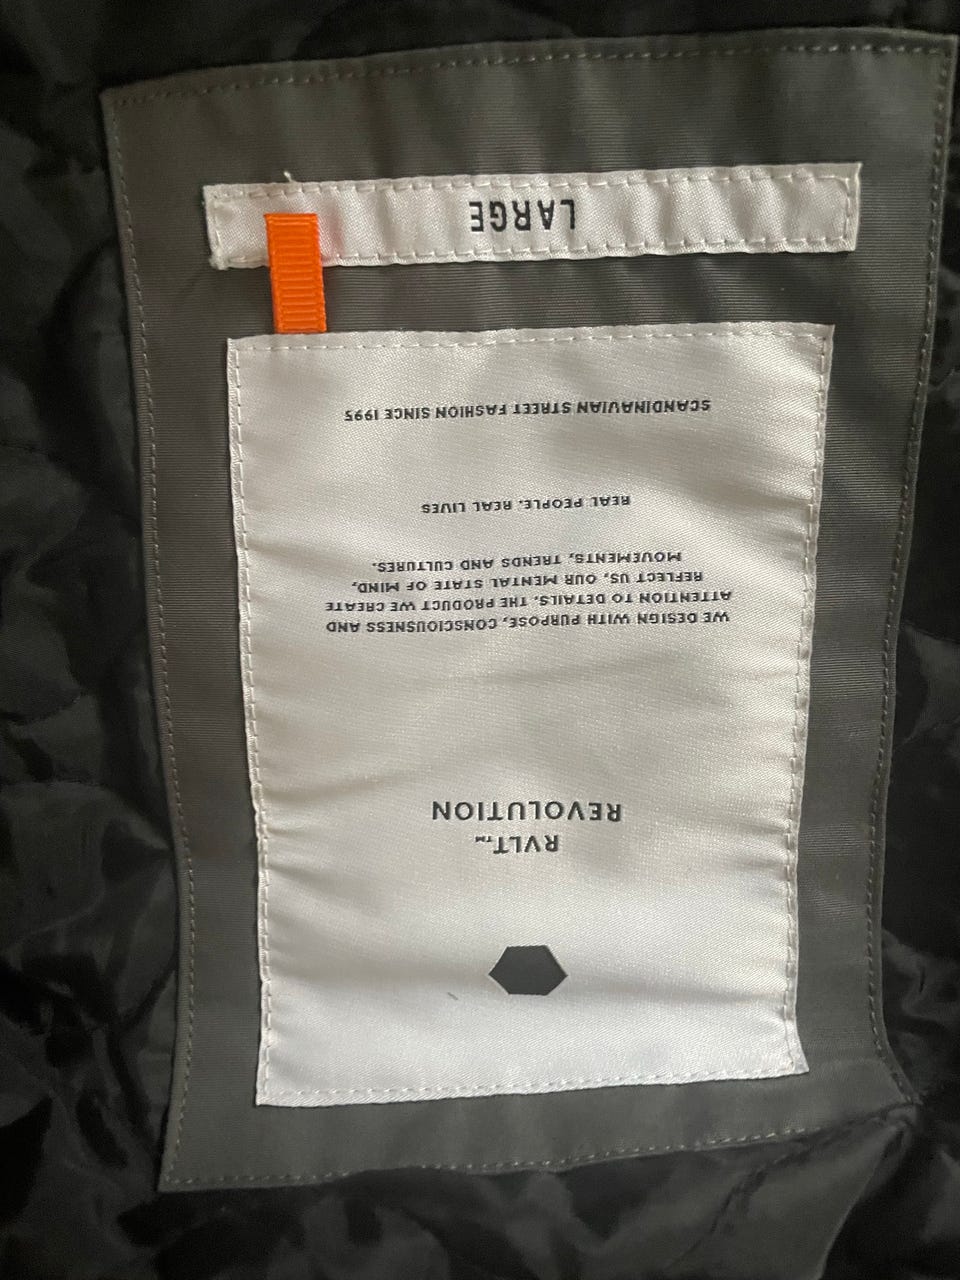 RVLT™
REVOLUTION
WE DESIGN WITH PURPOSE, CONSCIOUSNESS AND
ATTENTION TO DETAILS. THE PRODUCT WE CREATE
REFLECT US, OUR MENTAL STATE OF MIND,
MOVEMENTS, TRENDS AND CULTURES.
REAL PEOPLE. REAL LIVES
SCANDINAVIAN STREET FASHION SINCE 1995
LARGE